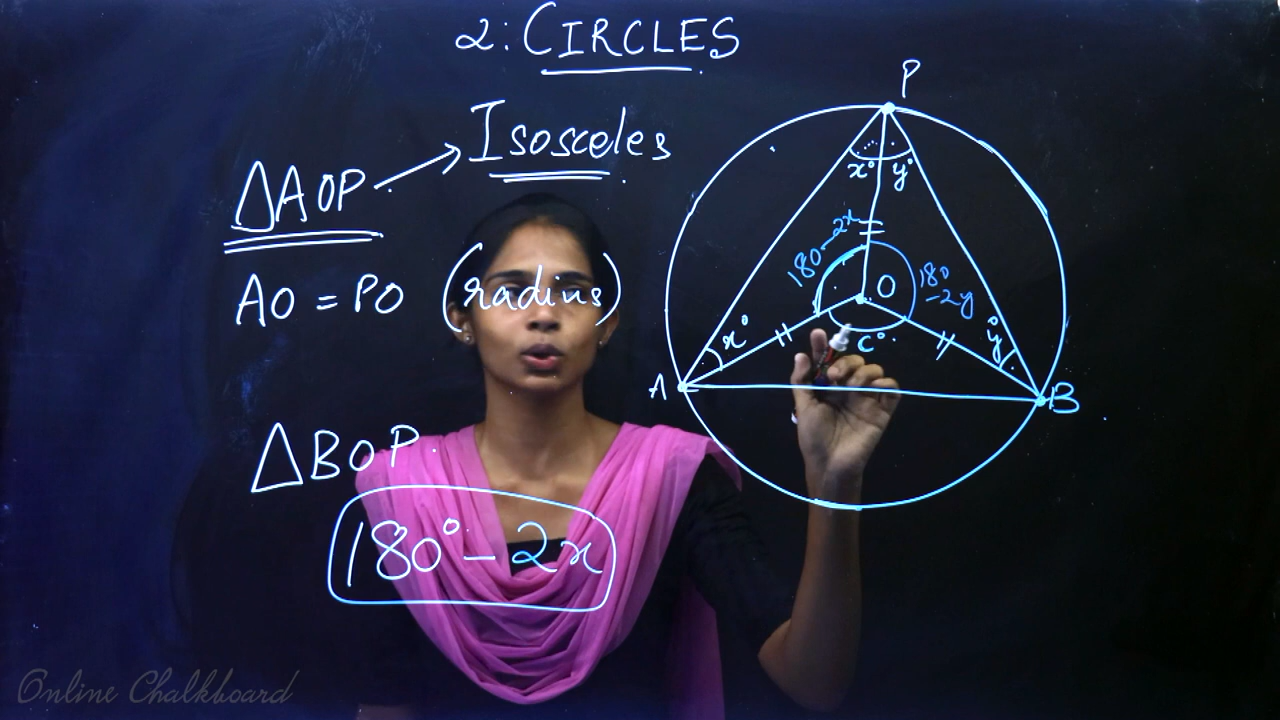 2: CIRCLES
ΔAOP → Isosceles
AO = PO (radius)
ΔBOP.
180° - 2x
P
x° y°
180 - 2x
O
180
- 2y
x°
c°
y°
A
B
Online Chalkboard